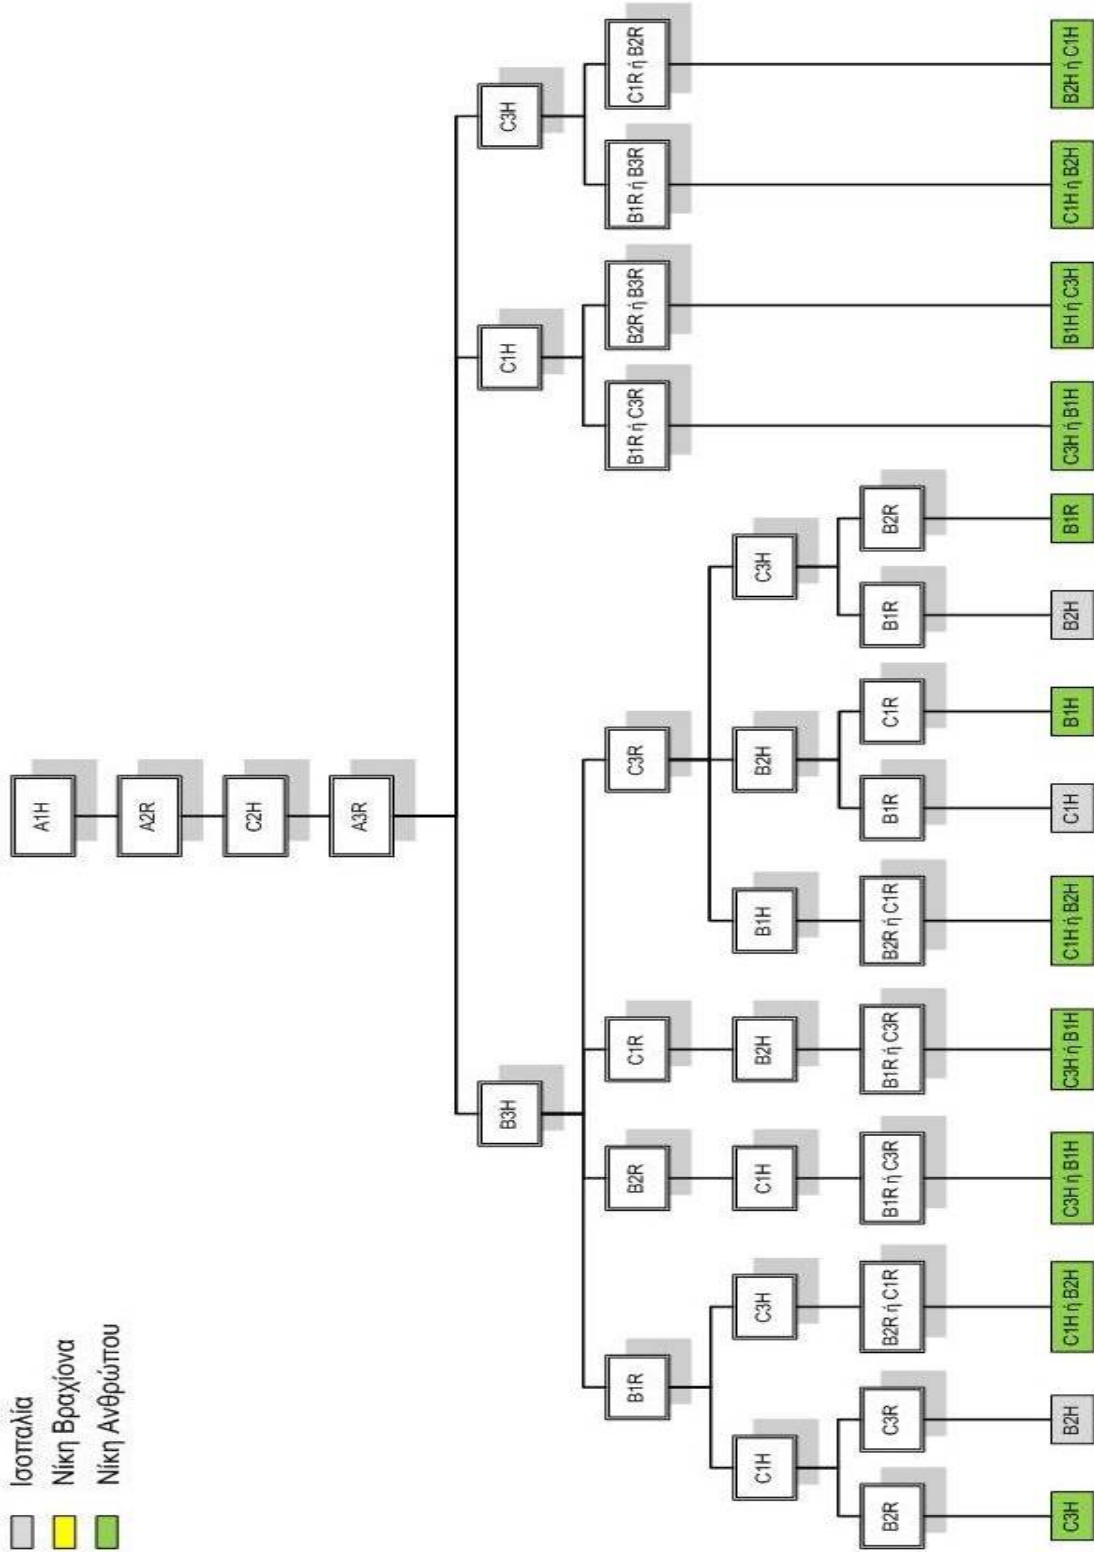 Ισοπαλία
Νίκη Βραχίονα
Νίκη Ανθρώπου
A1H
A2R
C2H
A3R
B3H C1H C3H
B1R B2R C1R C3R B1R ή C3R B2R ή B3R B1R ή B3R C1R ή B2R
C1H C3H C1H B2H B1H B2H C3H
B2R C3R B2R ή C1R B1R ή C3R B1R ή C3R B2R ή C1R B1R C1R B1R B2R
C3H B2H C1H ή B2H C3H ή B1H C3H ή B1H C1H ή B2H C1H B1H B2H B1R C3H ή B1H B1H ή C3H C1H ή B2H B2H ή C1H